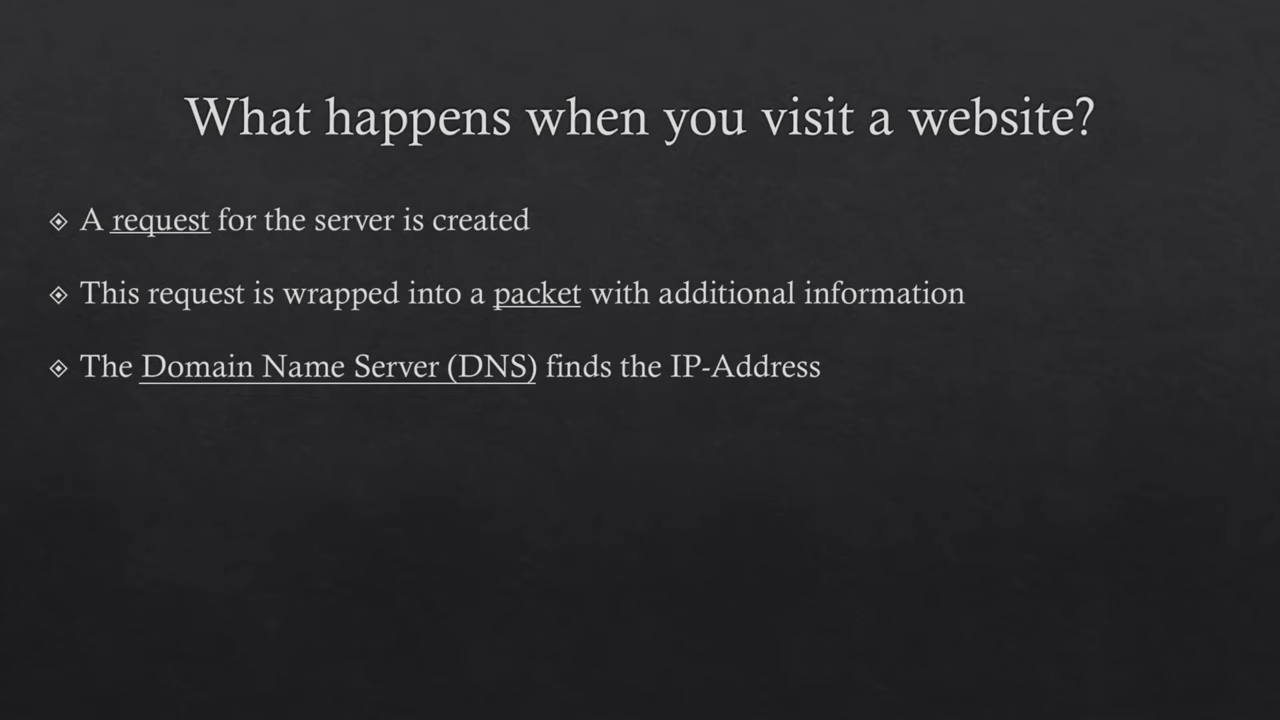 What happens when you visit a website?
A request for the server is created
This request is wrapped into a packet with additional information
The Domain Name Server (DNS) finds the IP-Address